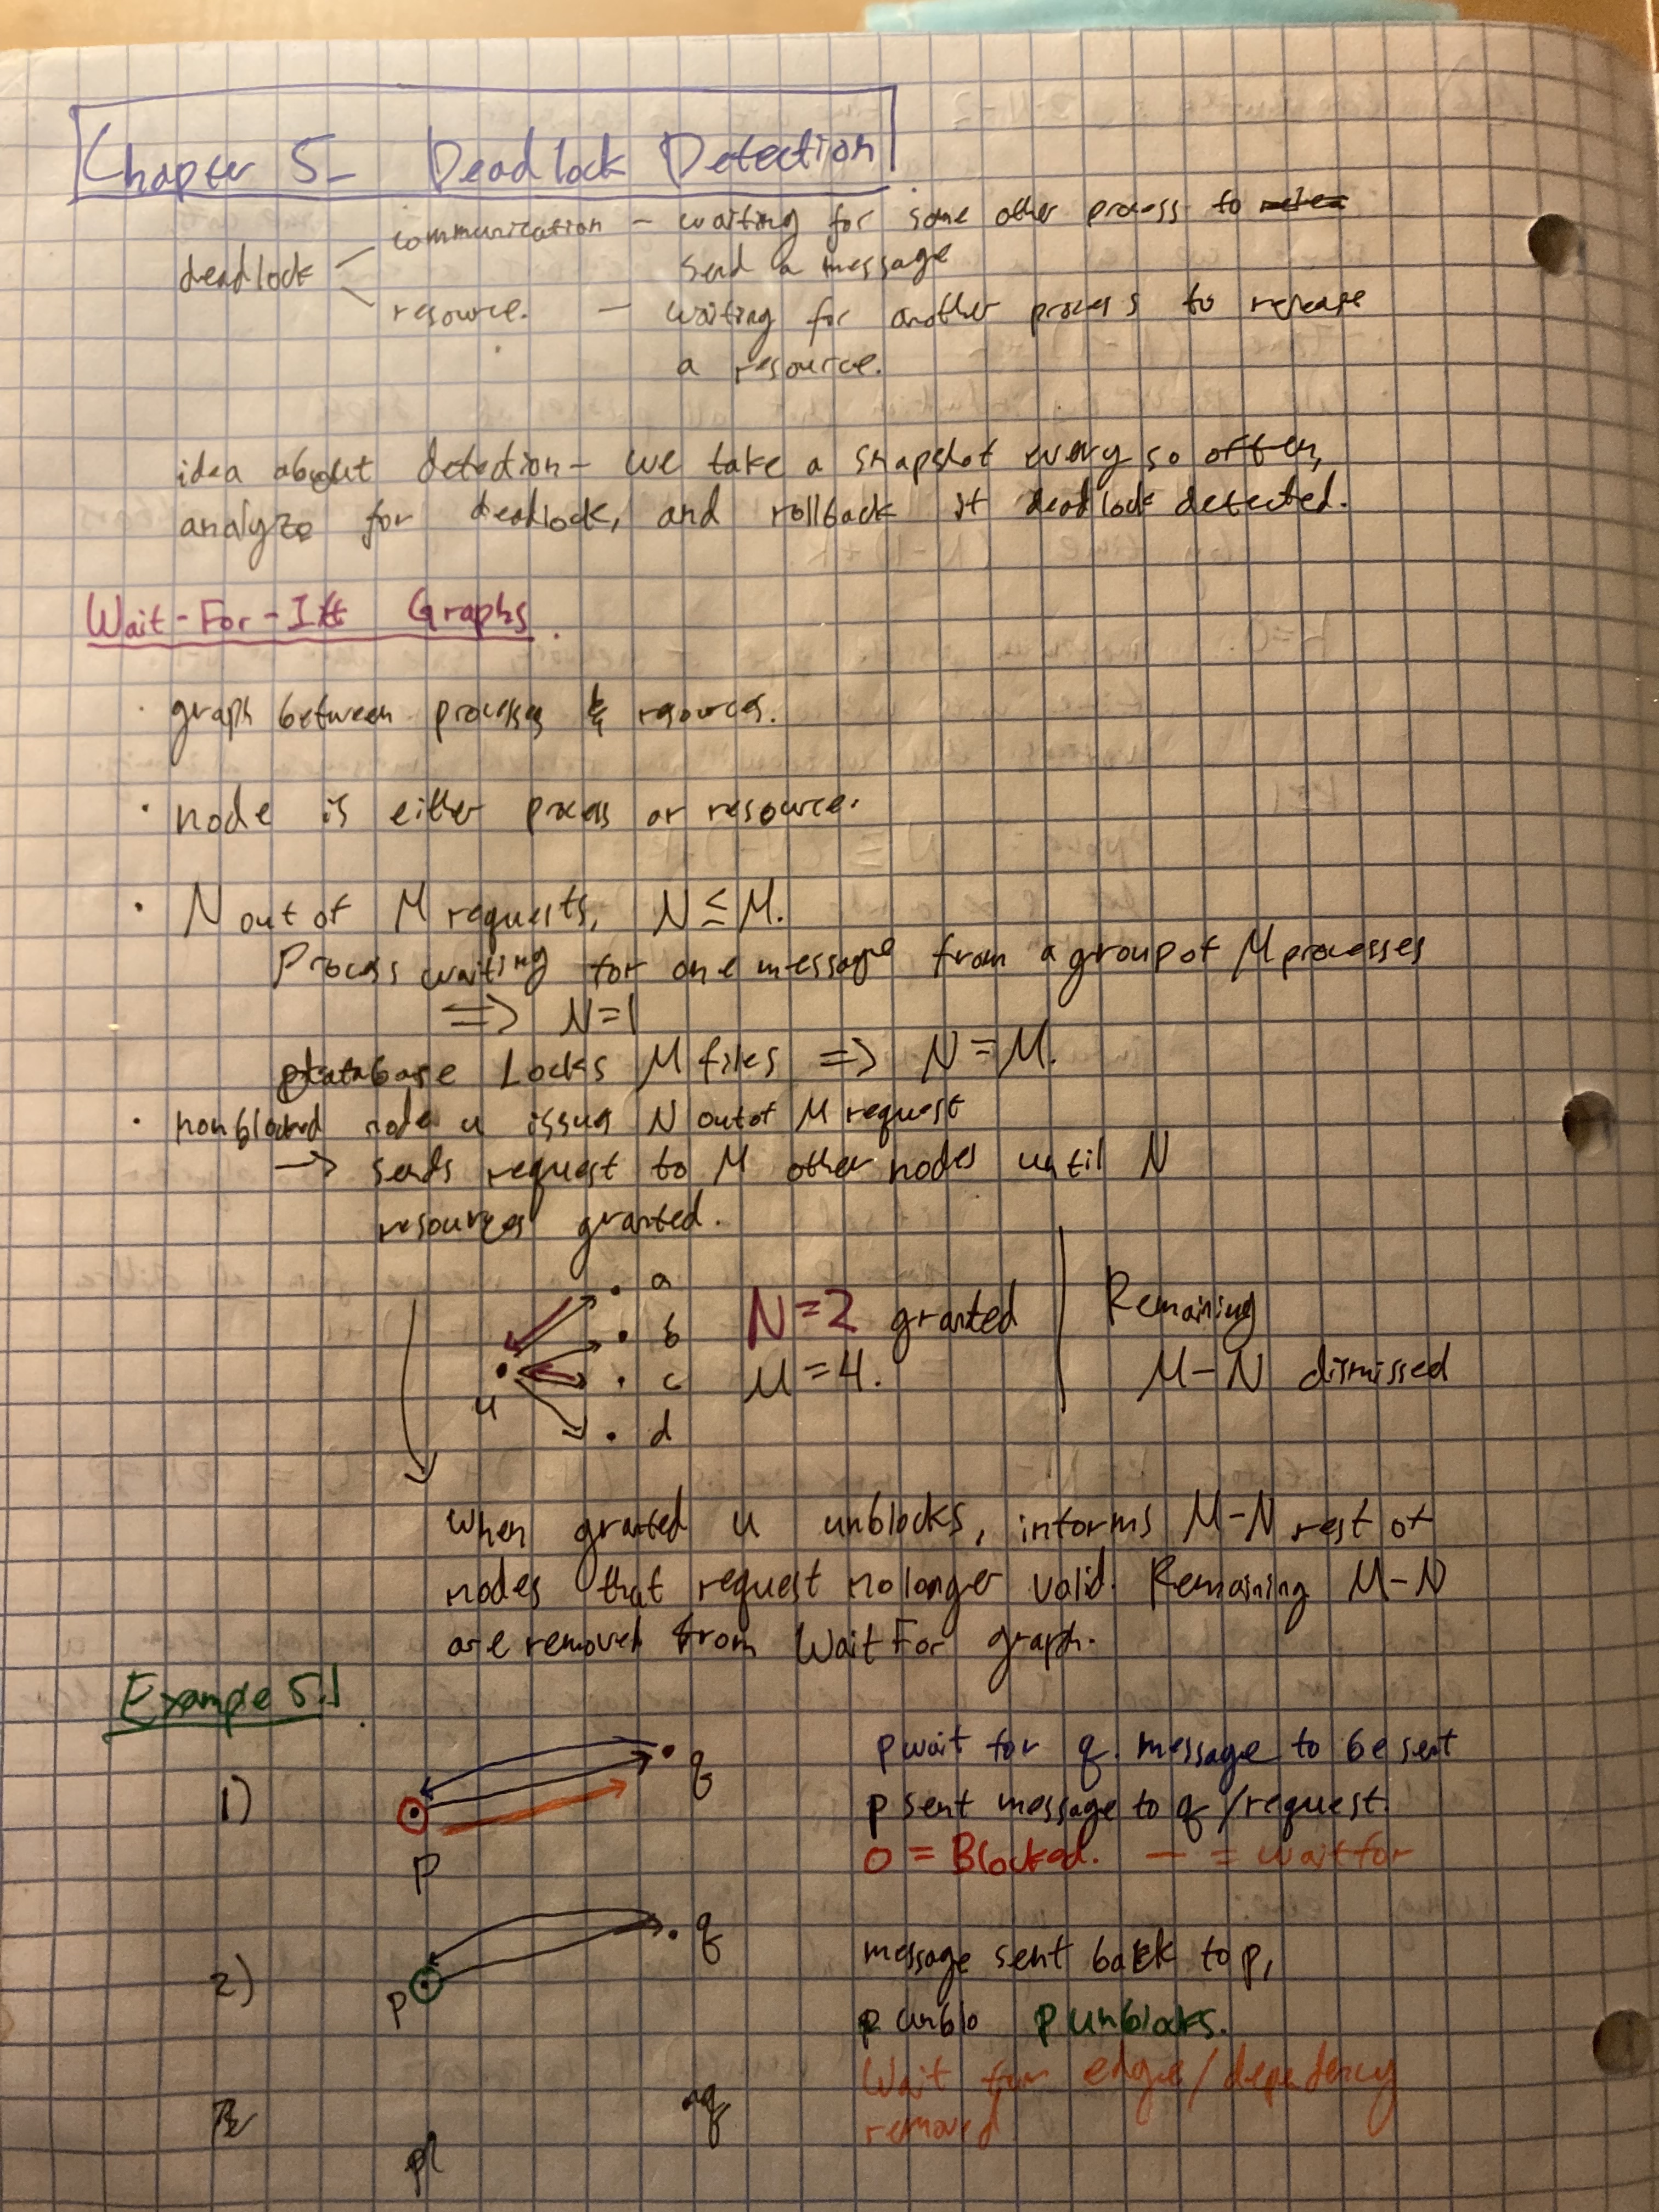 Chapter 5 - Deadlock Detection
deadlock
communication - waiting for some other process to
send a message
resource. - waiting for another process to release
a resource.
idea about detection - we take a snapshot every so often,
analyze for deadlock, and rollback if deadlock detected.
Wait-For-It Graphs
· graph between processes & resources.
· node is either process or resource.
· N out of M requests, N ≤ M.
Process waiting for one message from a group of M processes
⇒ N=1
database Locks M files ⇒ N=M.
· nonblocked node u issues N out of M request
→ sends request to M other nodes until N
resources granted.
a
b
c
d
u
N=2 granted
M=4.
Remaining
M-N dismissed
When granted u unblocks, informs M-N rest of
nodes that request no longer valid. Remaining M-N
are removed from Wait For graph.
Example 5.1
1)
p
q
p wait for q message to be sent
p sent message to q /request.
O = Blocked. — = wait for
2)
p
q
message sent back to p,
p unblo p unblocks.
Wait for edge/dependency
removed
q
p